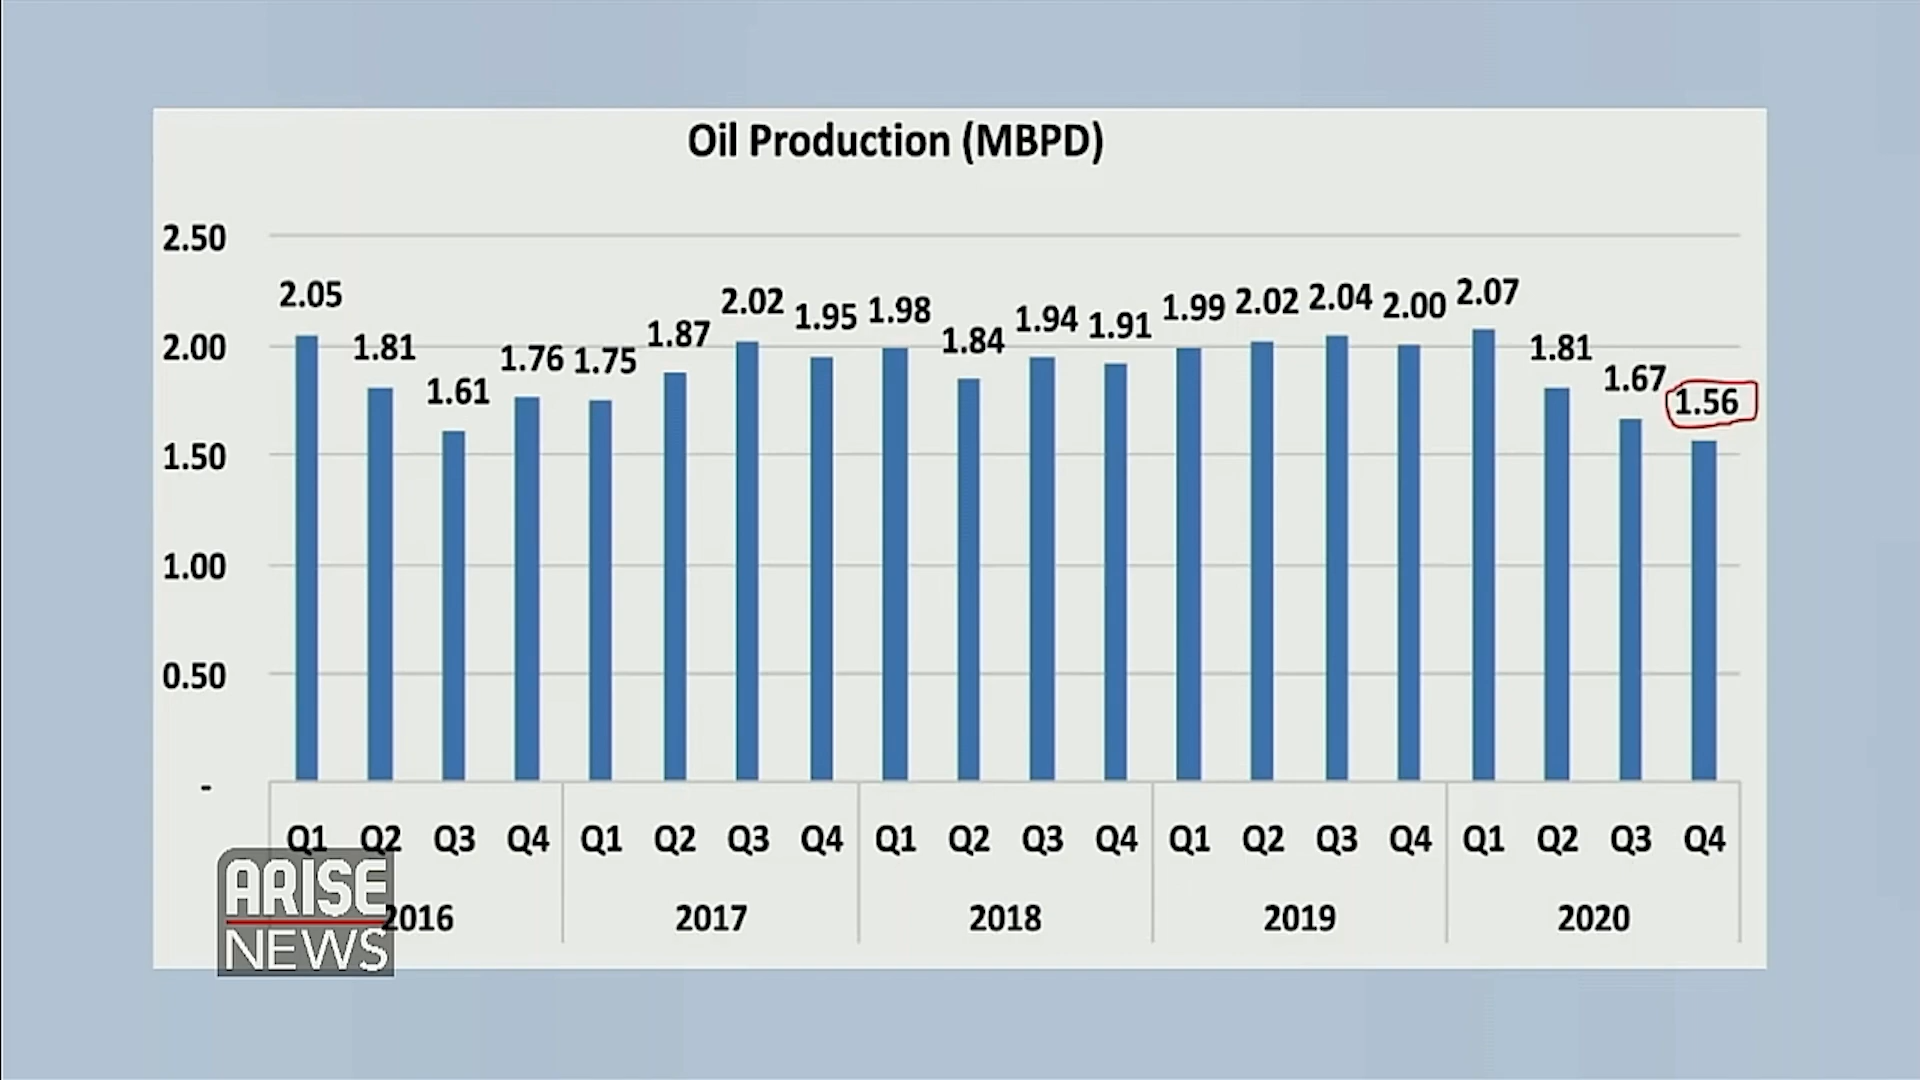 Oil Production (MBPD)
2.50
2.05
2.02 1.95 1.98
1.99 2.02 2.04 2.00 2.07
2.00
1.81
1.61
1.76 1.75
1.87
1.84
1.94 1.91
1.81
1.67
1.56
1.50
1.00
0.50
-
Q1 Q2 Q3 Q4 Q1 Q2 Q3 Q4 Q1 Q2 Q3 Q4 Q1 Q2 Q3 Q4 Q1 Q2 Q3 Q4
2016 2017 2018 2019 2020
ARISE
NEWS